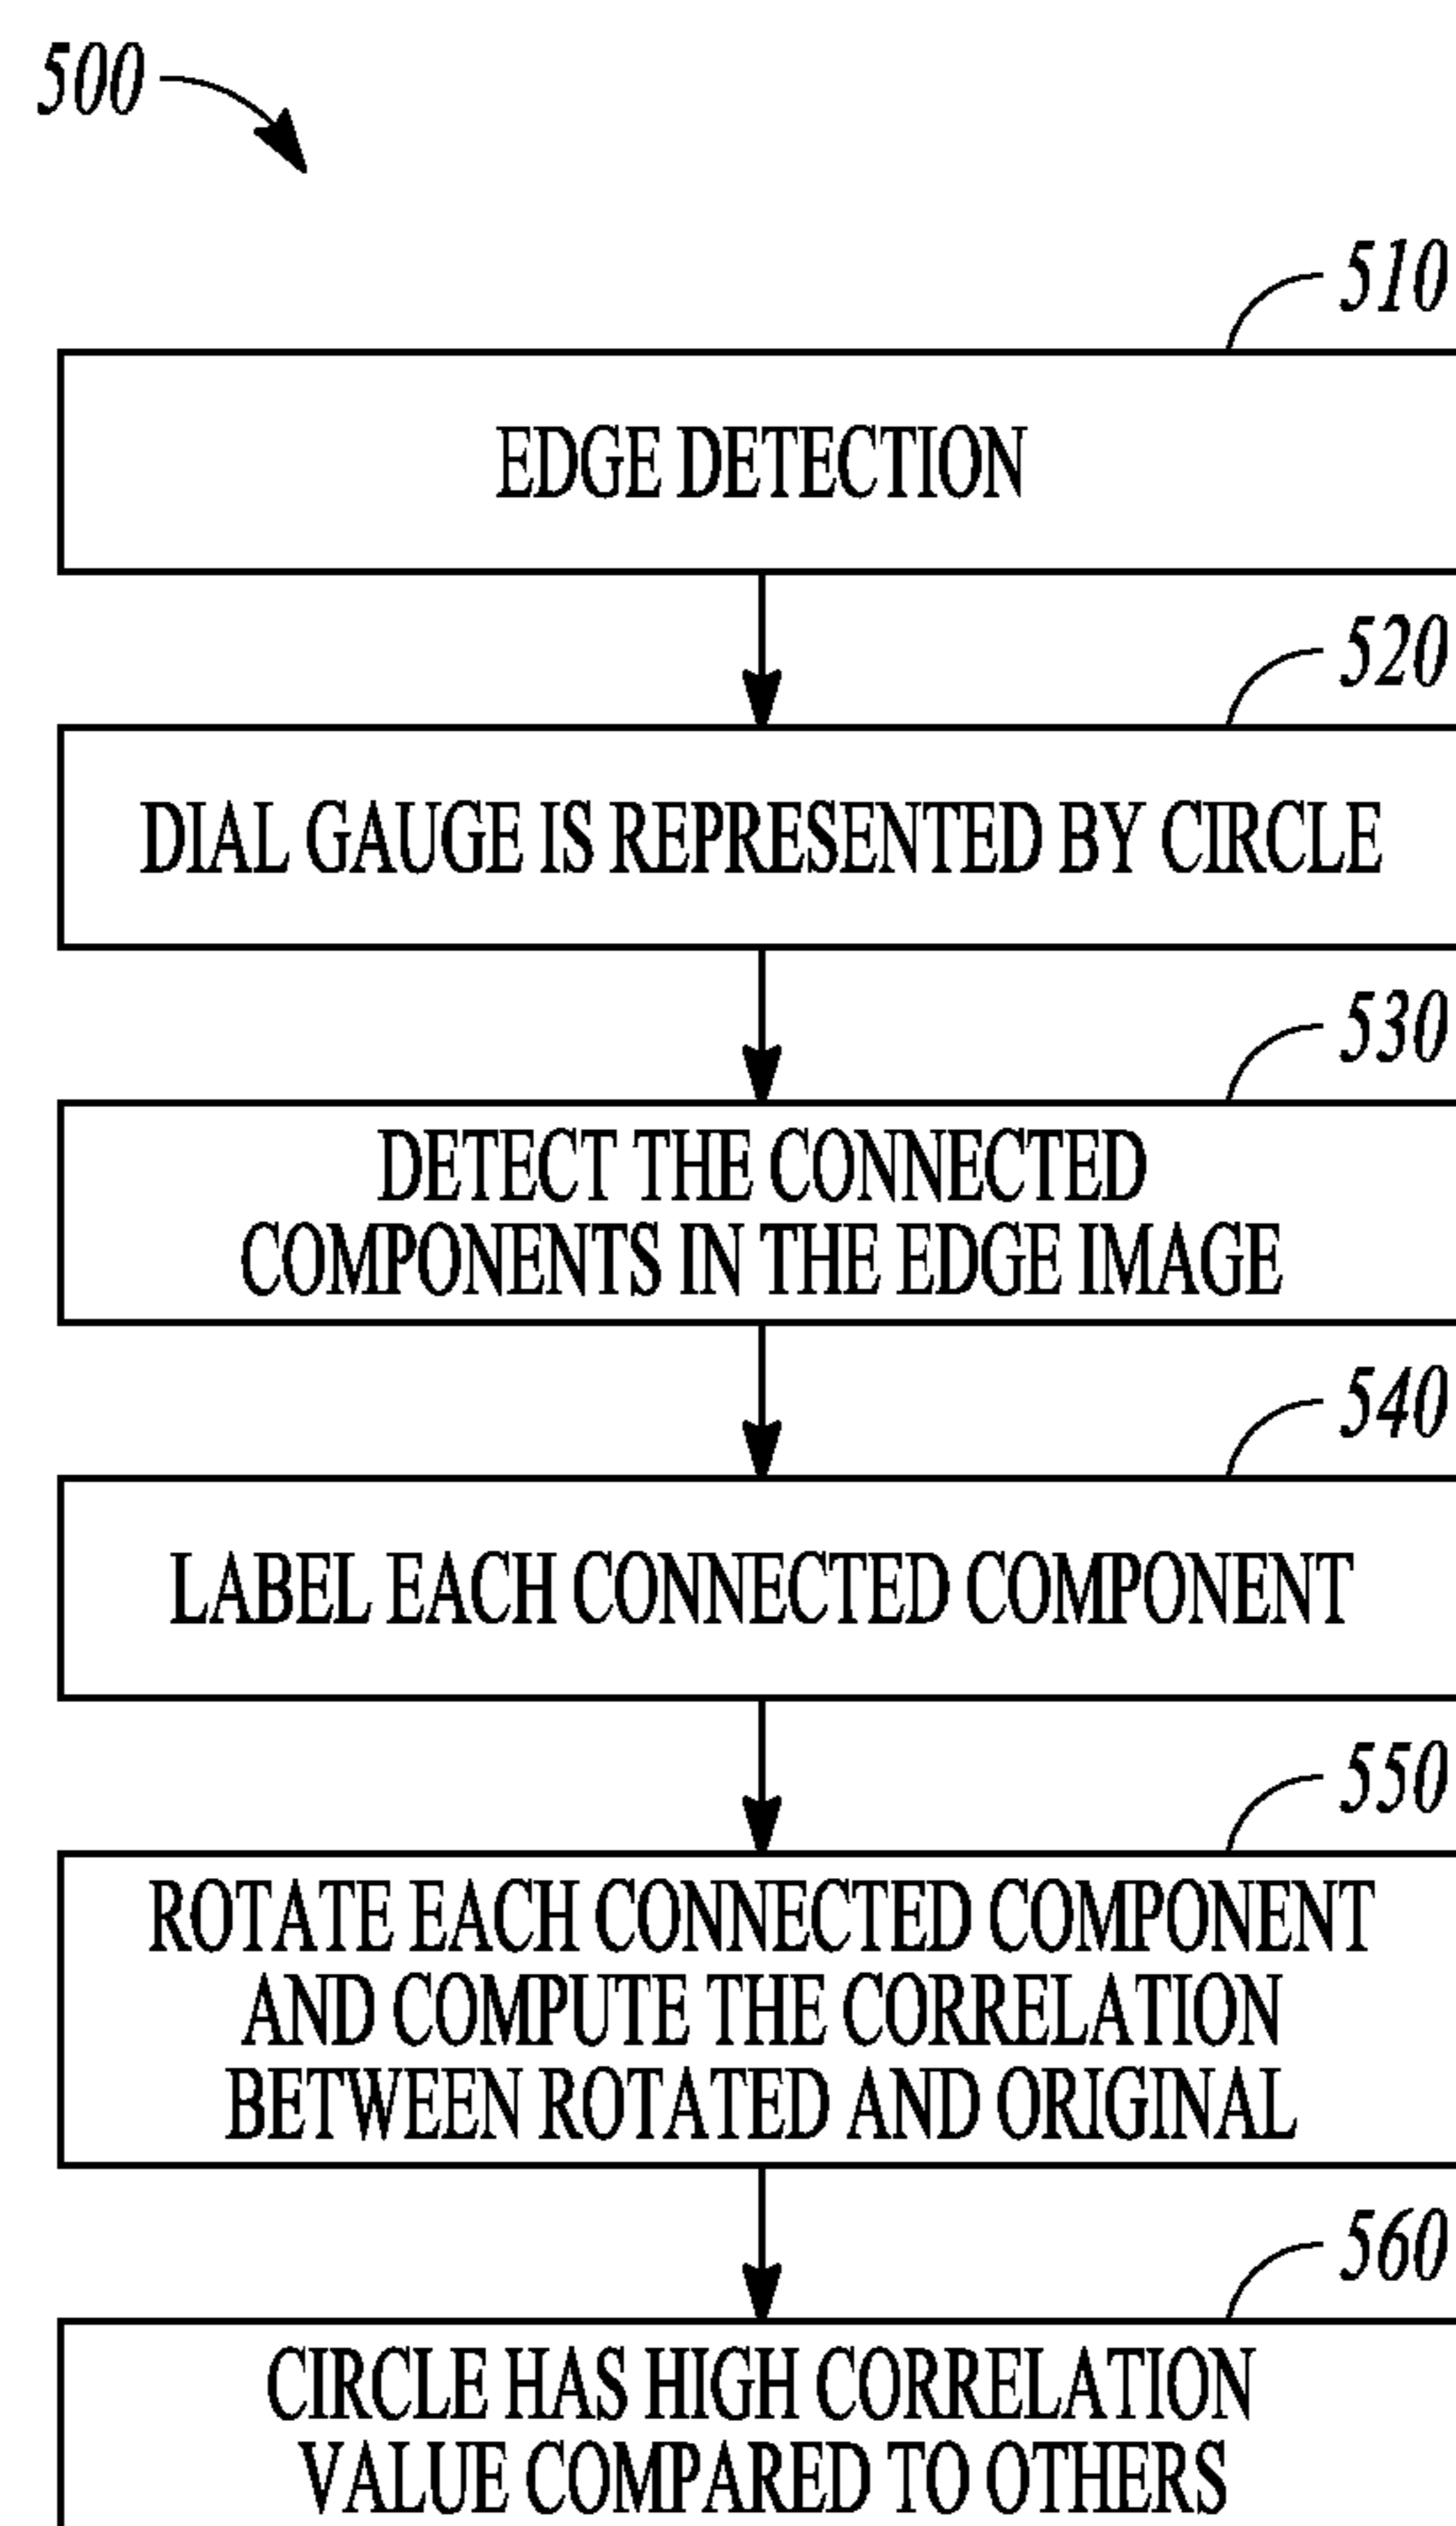 500
510
EDGE DETECTION
520
DIAL GAUGE IS REPRESENTED BY CIRCLE
530
DETECT THE CONNECTED
COMPONENTS IN THE EDGE IMAGE
540
LABEL EACH CONNECTED COMPONENT
550
ROTATE EACH CONNECTED COMPONENT
AND COMPUTE THE CORRELATION
BETWEEN ROTATED AND ORIGINAL
560
CIRCLE HAS HIGH CORRELATION
VALUE COMPARED TO OTHERS